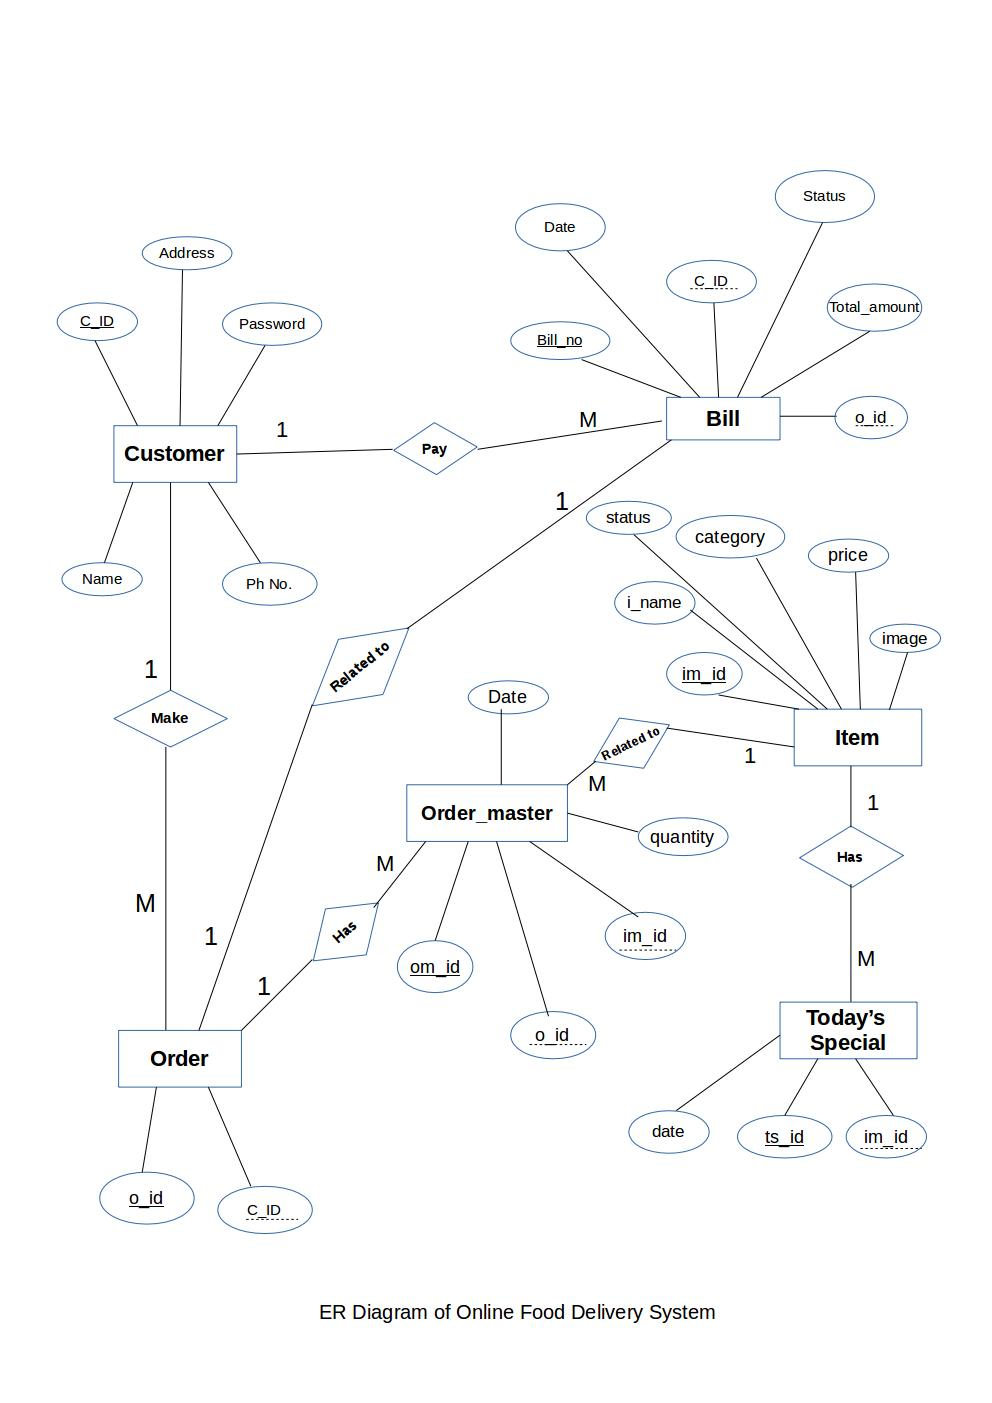 Status
Date
Address
C_ID
C_ID
Password
Total_amount
Bill_no
Bill
o_id
1
M
Customer
Pay
1
status
category
price
Name
Ph No.
i_name
image
1
Related to
im_id
Date
Make
Related to
Item
1
M
1
Order_master
quantity
Has
M
M
Has
im_id
1
M
om_id
1
Today's
Special
o_id
Order
date
ts_id
im_id
o_id
C_ID
ER Diagram of Online Food Delivery System